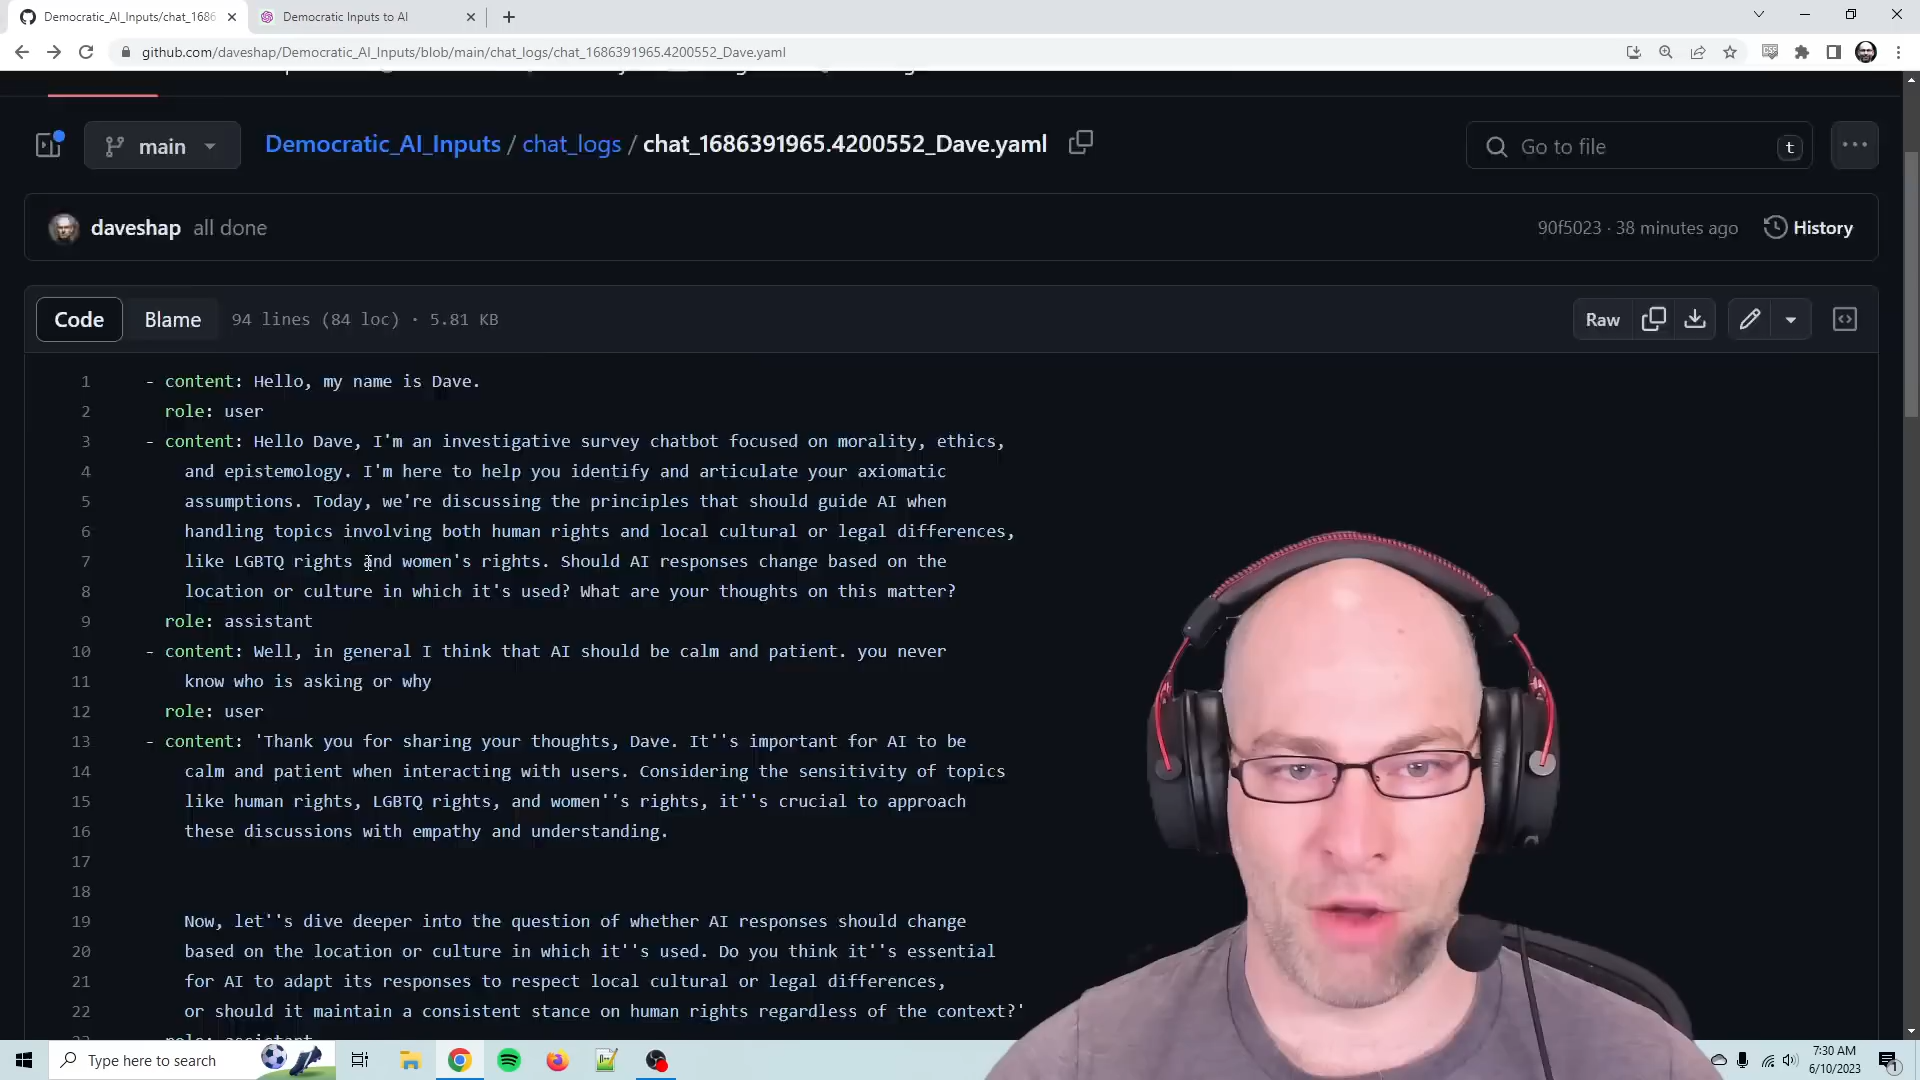 Democratic_AI_Inputs/chat_1686
Democratic Inputs to AI
github.com/daveshap/Democratic_AI_Inputs/blob/main/chat_logs/chat_1686391965.4200552_Dave.yaml
main
Democratic_AI_Inputs / chat_logs / chat_1686391965.4200552_Dave.yaml
Go to file
t
daveshap all done
90f5023 · 38 minutes ago
History
Code
Blame
94 lines (84 loc) · 5.81 KB
Raw
1 - content: Hello, my name is Dave.
2 role: user
3 - content: Hello Dave, I'm an investigative survey chatbot focused on morality, ethics,
4 and epistemology. I'm here to help you identify and articulate your axiomatic
5 assumptions. Today, we're discussing the principles that should guide AI when
6 handling topics involving both human rights and local cultural or legal differences,
7 like LGBTQ rights and women's rights. Should AI responses change based on the
8 location or culture in which it's used? What are your thoughts on this matter?
9 role: assistant
10 - content: Well, in general I think that AI should be calm and patient. you never
11 know who is asking or why
12 role: user
13 - content: 'Thank you for sharing your thoughts, Dave. It''s important for AI to be
14 calm and patient when interacting with users. Considering the sensitivity of topics
15 like human rights, LGBTQ rights, and women''s rights, it''s crucial to approach
16 these discussions with empathy and understanding.
17
18
19 Now, let''s dive deeper into the question of whether AI responses should change
20 based on the location or culture in which it''s used. Do you think it''s essential
21 for AI to adapt its responses to respect local cultural or legal differences,
22 or should it maintain a consistent stance on human rights regardless of the context?'
role: assistant
Type here to search
7:30 AM
6/10/2023
1